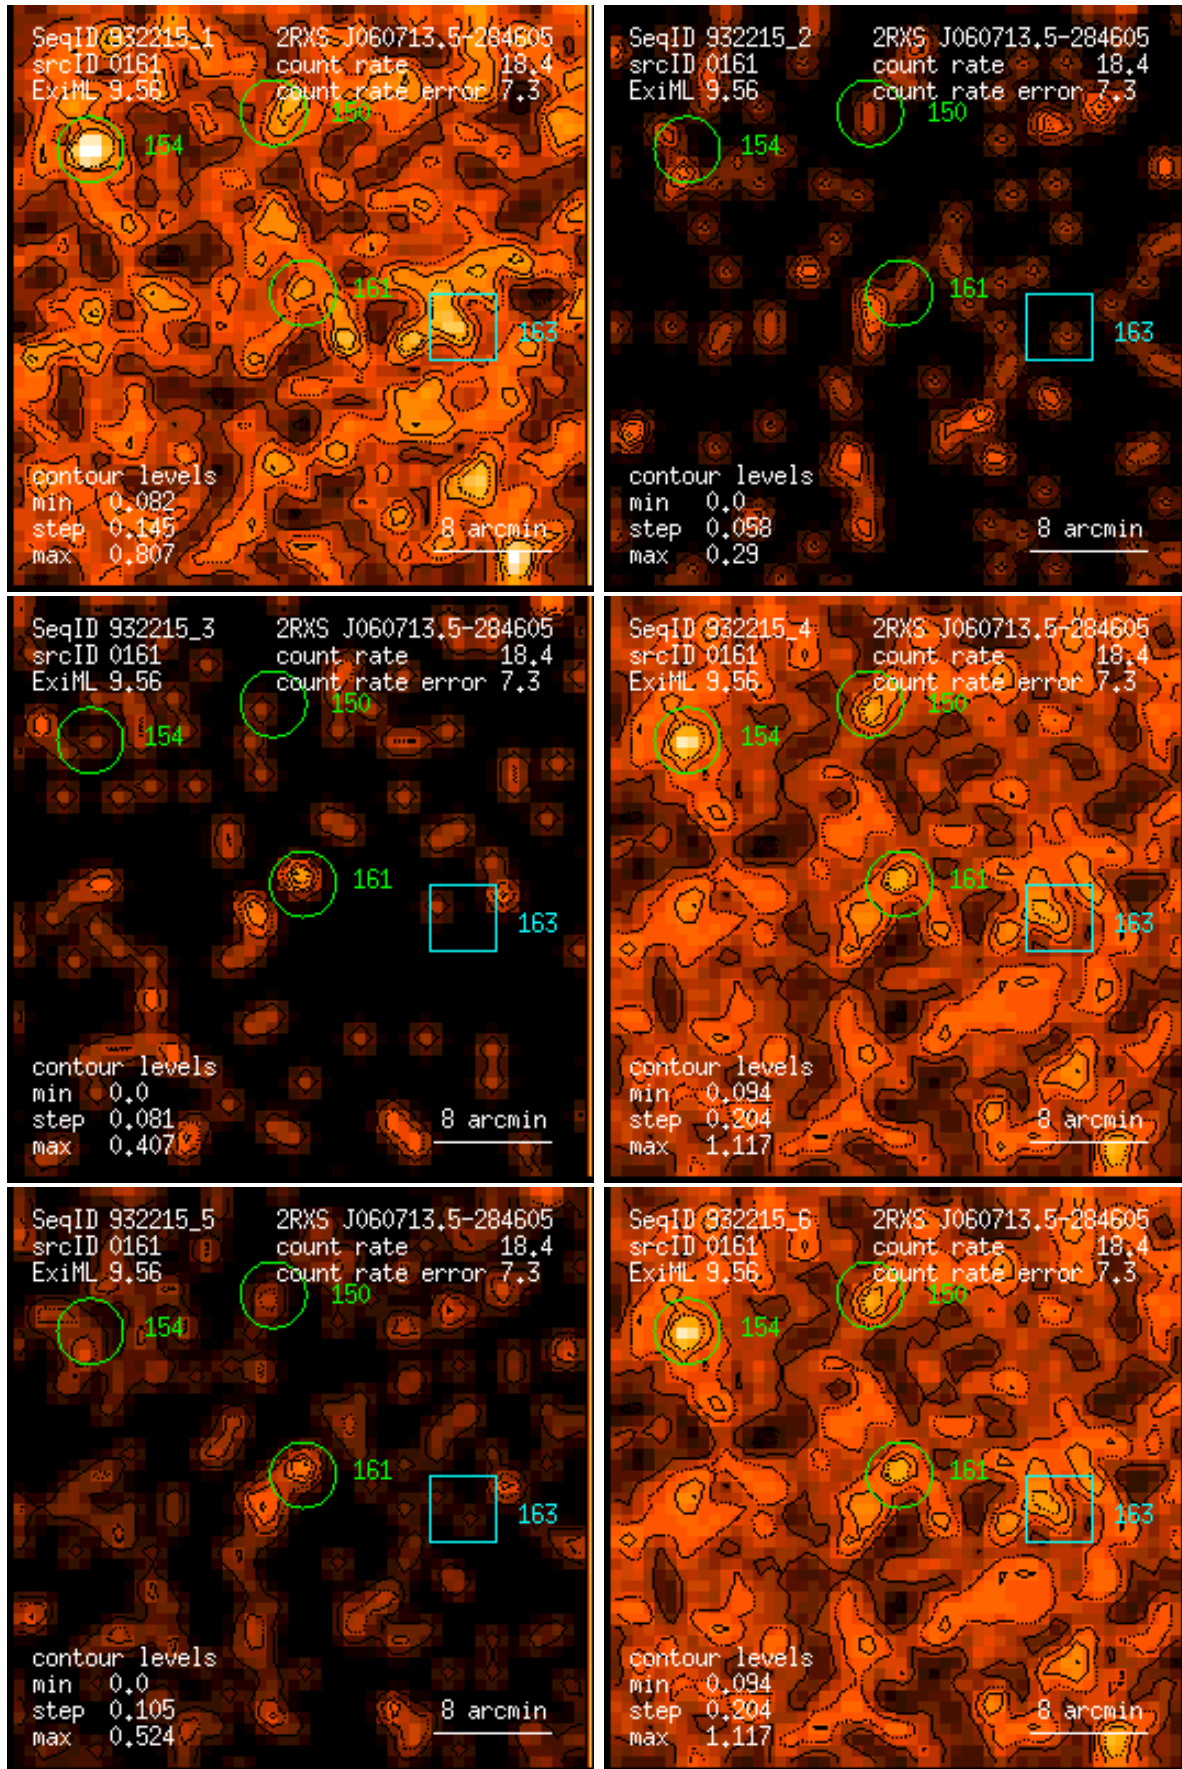 SeqID 932215_1 2RXS J060713.5-284605
srcID 0161 count rate 18.4
ExiML 9.56 count rate error 7.3
150
154
161
163
contour levels
min 0.082
step 0.145
max 0.807
8 arcmin
SeqID 932215_2 2RXS J060713.5-284605
srcID 0161 count rate 18.4
ExiML 9.56 count rate error 7.3
150
154
161
163
contour levels
min 0.0
step 0.058
max 0.29
8 arcmin
SeqID 932215_3 2RXS J060713.5-284605
srcID 0161 count rate 18.4
ExiML 9.56 count rate error 7.3
150
154
161
163
contour levels
min 0.0
step 0.081
max 0.407
8 arcmin
SeqID 932215_4 2RXS J060713.5-284605
srcID 0161 count rate 18.4
ExiML 9.56 count rate error 7.3
150
154
161
163
contour levels
min 0.094
step 0.204
max 1.117
8 arcmin
SeqID 932215_5 2RXS J060713.5-284605
srcID 0161 count rate 18.4
ExiML 9.56 count rate error 7.3
150
154
161
163
contour levels
min 0.0
step 0.105
max 0.524
8 arcmin
SeqID 932215_6 2RXS J060713.5-284605
srcID 0161 count rate 18.4
ExiML 9.56 count rate error 7.3
150
154
161
163
contour levels
min 0.094
step 0.204
max 1.117
8 arcmin